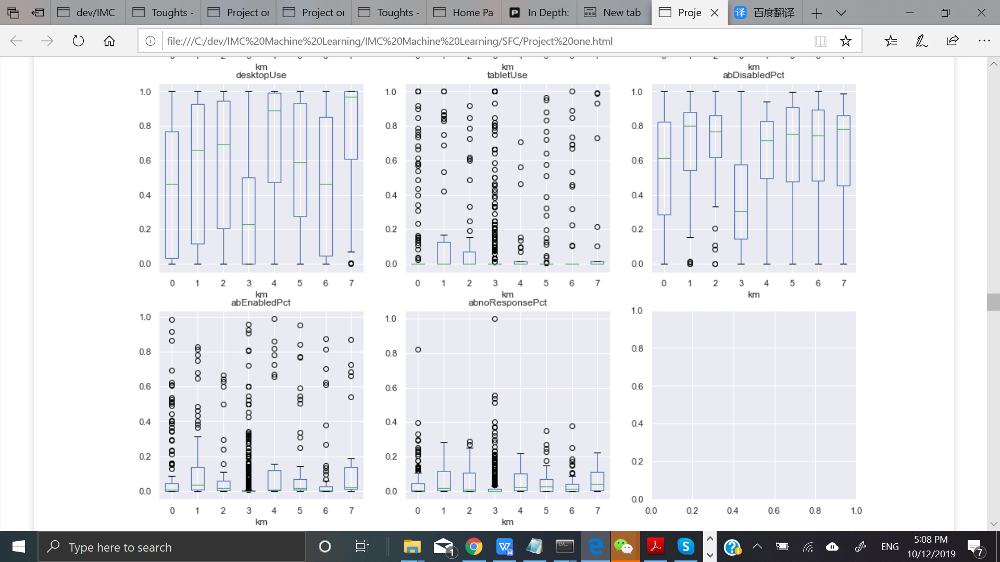 dev/IMC Toughts - Project or Project or Toughts - Home Pag In Depth: New tab Proje 译 百度翻译
file:///C:/dev/IMC%20Machine%20Learning/IMC%20Machine%20Learning/SFC/Project%20one.html
km km km
desktopUse tabletUse abDisabledPct
1.0 1.0 1.0
0.8 0.8 0.8
0.6 0.6 0.6
0.4 0.4 0.4
0.2 0.2 0.2
0.0 0.0 0.0
0 1 2 3 4 5 6 7 0 1 2 3 4 5 6 7 0 1 2 3 4 5 6 7
km km km
abEnabledPct abnoResponsePct
1.0 1.0 1.0
0.8 0.8 0.8
0.6 0.6 0.6
0.4 0.4 0.4
0.2 0.2 0.2
0.0 0.0 0.0
0 1 2 3 4 5 6 7 0 1 2 3 4 5 6 7 0.0 0.2 0.4 0.6 0.8 1.0
km km
Type here to search 1 W S ? ENG 5:08 PM 7
10/12/2019